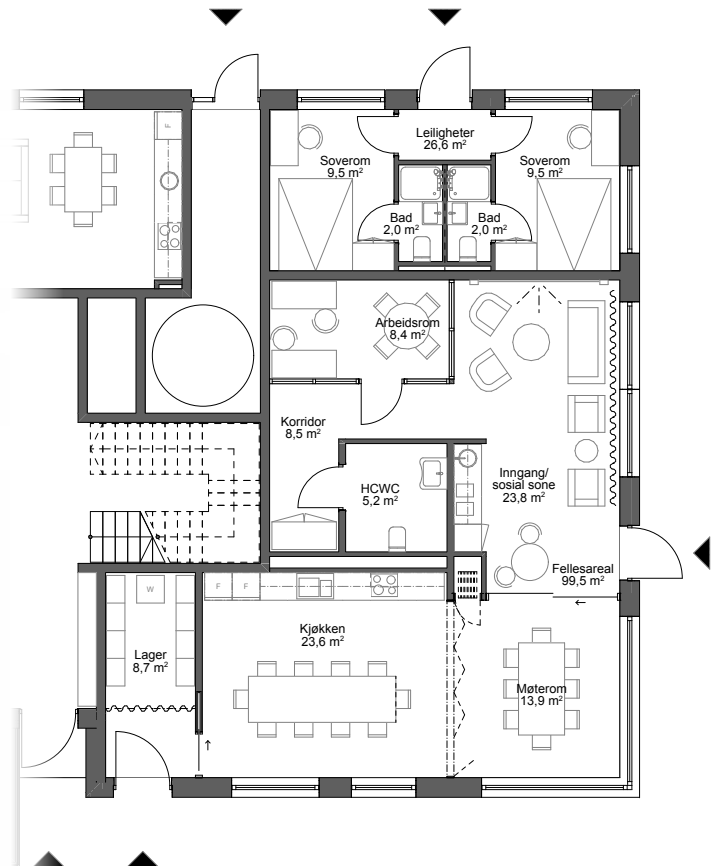 Leiligheter
26,6 m²
F
Soverom
9,5 m²
Soverom
9,5 m²
Bad
2,0 m²
Bad
2,0 m²
Arbeidsrom
8,4 m²
Korridor
8,5 m²
Inngang/
sosial sone
23,8 m²
HCWC
5,2 m²
Fellesareal
99,5 m²
W
F F
Kjøkken
23,6 m²
Lager
8,7 m²
Møterom
13,9 m²